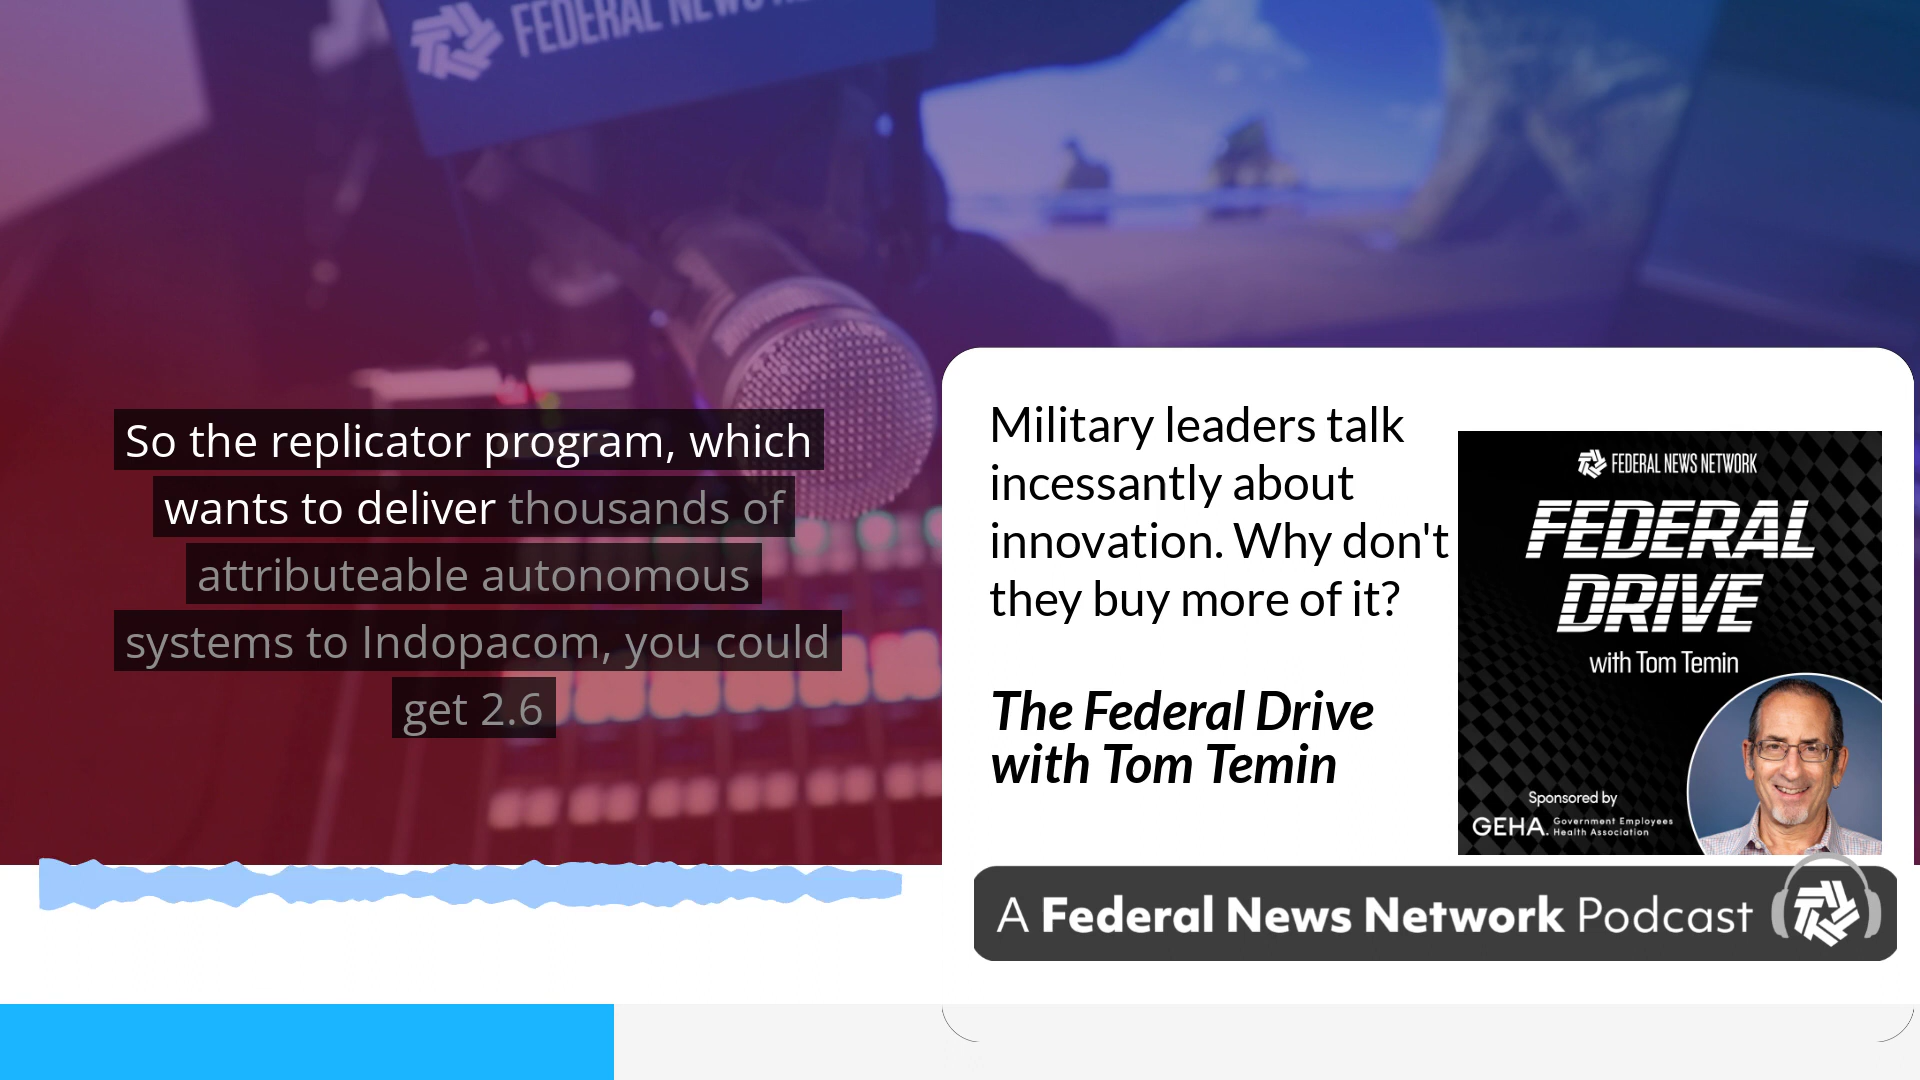 FEDERAL NEWS
So the replicator program, which
wants to deliver thousands of
attributeable autonomous
systems to Indopacom, you could
get 2.6
Military leaders talk
incessantly about
innovation. Why don't
they buy more of it?
The Federal Drive
with Tom Temin
FEDERAL NEWS NETWORK
FEDERAL
DRIVE
with Tom Temin
Sponsored by
GEHA. Government Employees
Health Association
A Federal News Network Podcast